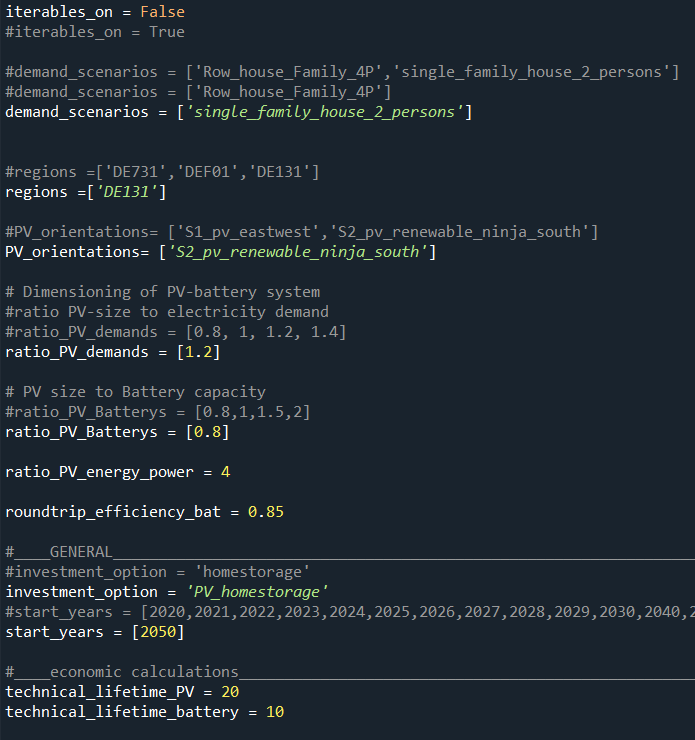 iterables_on = False
#iterables_on = True
#demand_scenarios = ['Row_house_Family_4P','single_family_house_2_persons']
#demand_scenarios = ['Row_house_Family_4P']
demand_scenarios = ['single_family_house_2_persons']
#regions =['DE731','DEF01','DE131']
regions =['DE131']
#PV_orientations= ['S1_pv_eastwest','S2_pv_renewable_ninja_south']
PV_orientations= ['S2_pv_renewable_ninja_south']
# Dimensioning of PV-battery system
#ratio PV-size to electricity demand
#ratio_PV_demands = [0.8, 1, 1.2, 1.4]
ratio_PV_demands = [1.2]
# PV size to Battery capacity
#ratio_PV_Batterys = [0.8,1,1.5,2]
ratio_PV_Batterys = [0.8]
ratio_PV_energy_power = 4
roundtrip_efficiency_bat = 0.85
#____GENERAL_________________________________________________________________
#investment_option = 'homestorage'
investment_option = 'PV_homestorage'
#start_years = [2020,2021,2022,2023,2024,2025,2026,2027,2028,2029,2030,2040,2
start_years = [2050]
#____economic calculations___________________________________________________
technical_lifetime_PV = 20
technical_lifetime_battery = 10